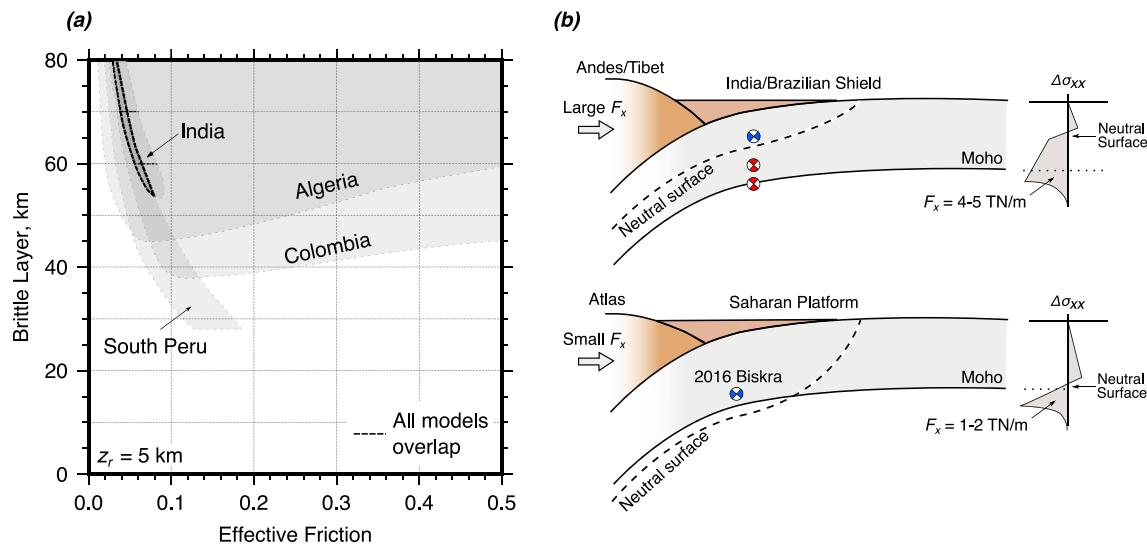 (a)
80
60
40
20
0
Brittle Layer, km
0.0
0.1
0.2
0.3
0.4
0.5
Effective Friction
India
Algeria
Colombia
South Peru
All models
overlap
z_r = 5 km
(b)
Andes/Tibet
India/Brazilian Shield
Large F_x
Neutral surface
Moho
Δσ_xx
Neutral
Surface
F_x = 4-5 TN/m
Atlas
Saharan Platform
Small F_x
2016 Biskra
Neutral surface
Moho
Δσ_xx
Neutral
Surface
F_x = 1-2 TN/m